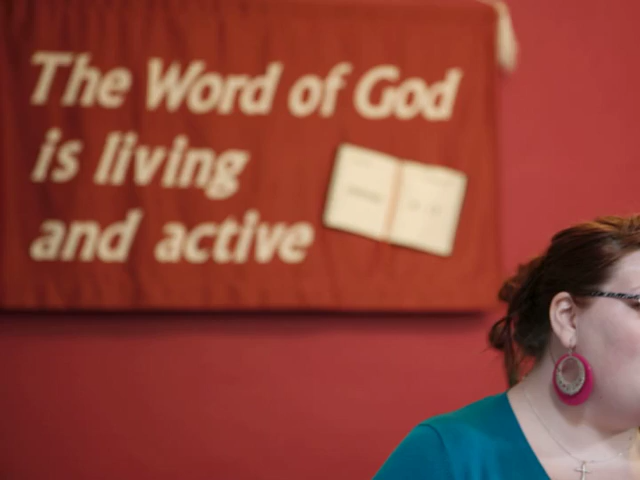 The Word of God
is living
and active